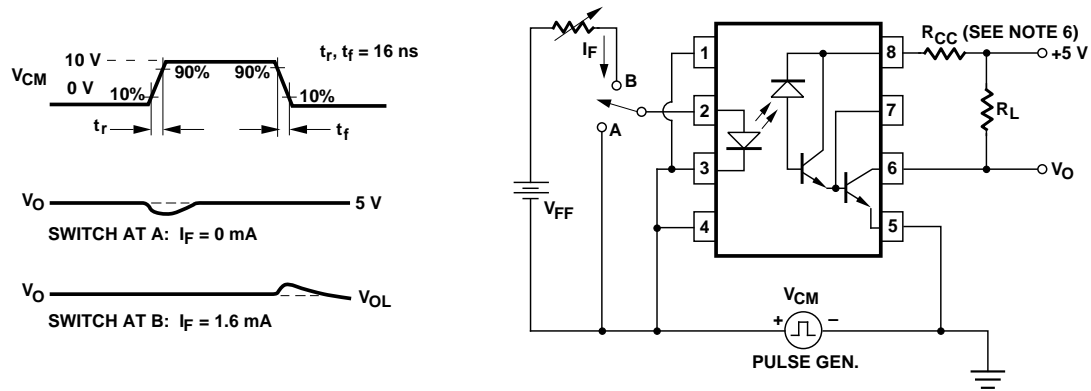 10 V
V_CM
0 V
90%
90%
10%
10%
t_r
t_f
t_r, t_f = 16 ns
V_O
5 V
SWITCH AT A: I_F = 0 mA
V_O
V_OL
SWITCH AT B: I_F = 1.6 mA
I_F
B
A
V_FF
1
2
3
4
8
7
6
5
R_CC (SEE NOTE 6)
+5 V
R_L
V_O
V_CM
+
–
PULSE GEN.